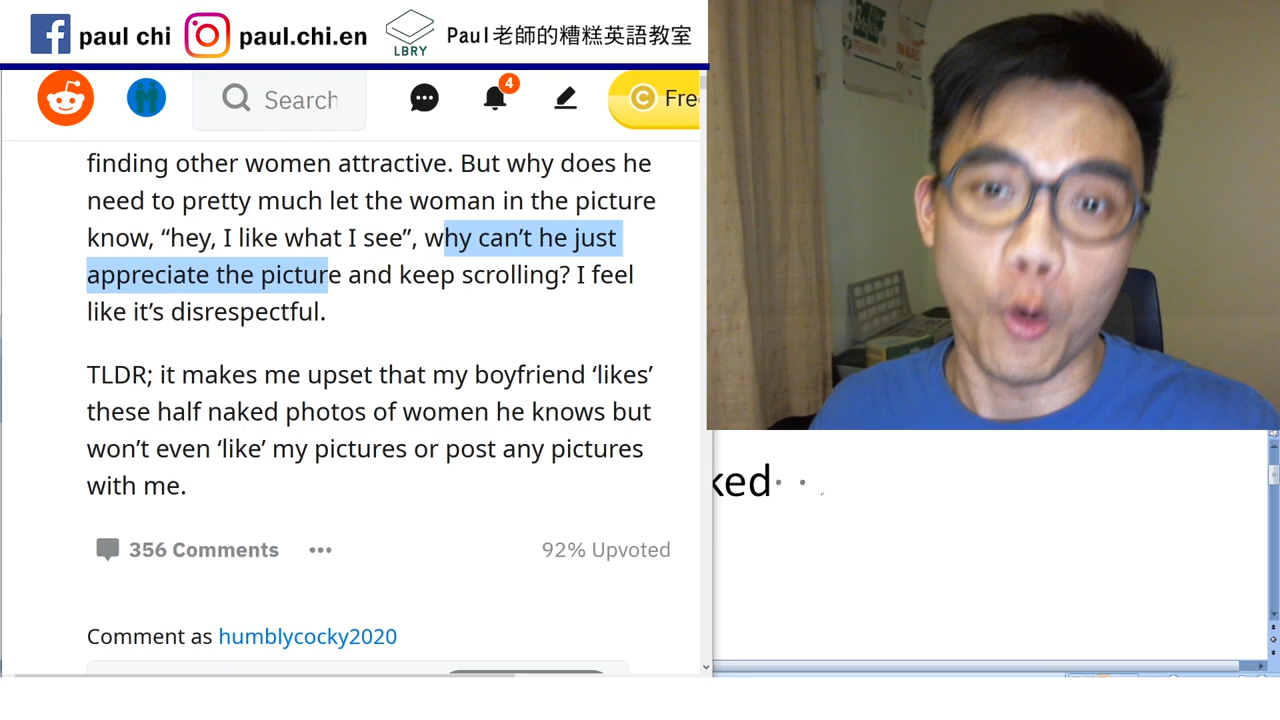 paul chi
paul.chi.en
LBRY
Paul老師的糟糕英語教室
4
Search
Fre
finding other women attractive. But why does he
need to pretty much let the woman in the picture
know, “hey, I like what I see”, why can’t he just
appreciate the picture and keep scrolling? I feel
like it’s disrespectful.
TLDR; it makes me upset that my boyfriend ‘likes’
these half naked photos of women he knows but
won’t even ‘like’ my pictures or post any pictures
with me.
356 Comments
92% Upvoted
Comment as humblycocky2020
ked